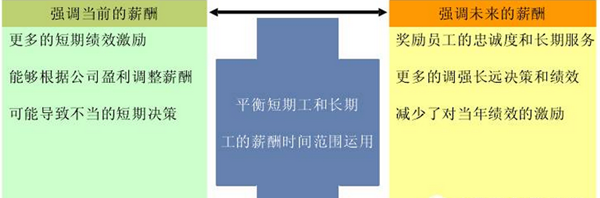 强调当前的薪酬
更多的短期绩效激励
能够根据公司盈利调整薪酬
可能导致不当的短期决策
平衡短期工和长期
工的薪酬时间范围运用
强调未来的薪酬
奖励员工的忠诚度和长期服务
更多的调强长远决策和绩效
减少了对当年绩效的激励